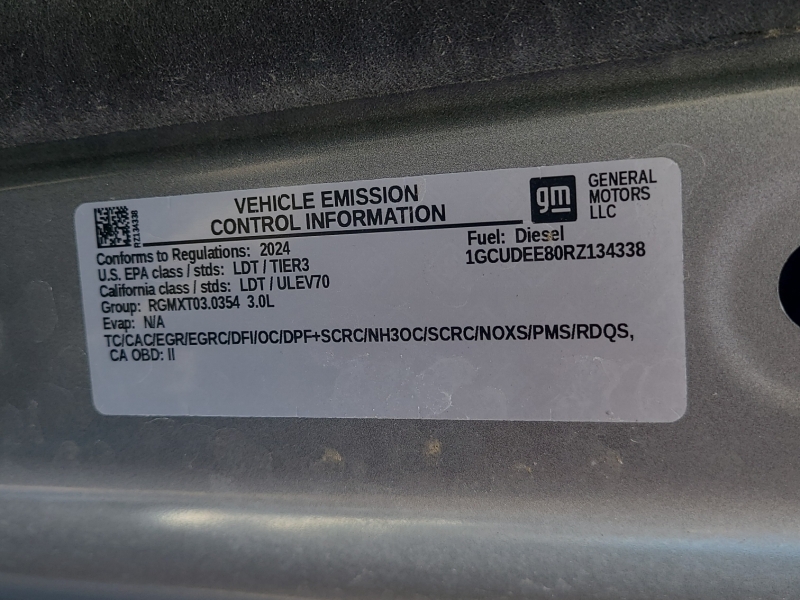 VEHICLE EMISSION
CONTROL INFORMATION
gm
GENERAL
MOTORS
LLC
RZ134338
Conforms to Regulations: 2024
U.S. EPA class / stds: LDT / TIER3
California class / stds: LDT / ULEV70
Group: RGMXT03.0354 3.0L
Evap: N/A
Fuel: Diesel
1GCUDEE80RZ134338
TC/CAC/EGR/EGRC/DFI/OC/DPF+SCRC/NH3OC/SCRC/NOXS/PMS/RDQS,
CA OBD: II